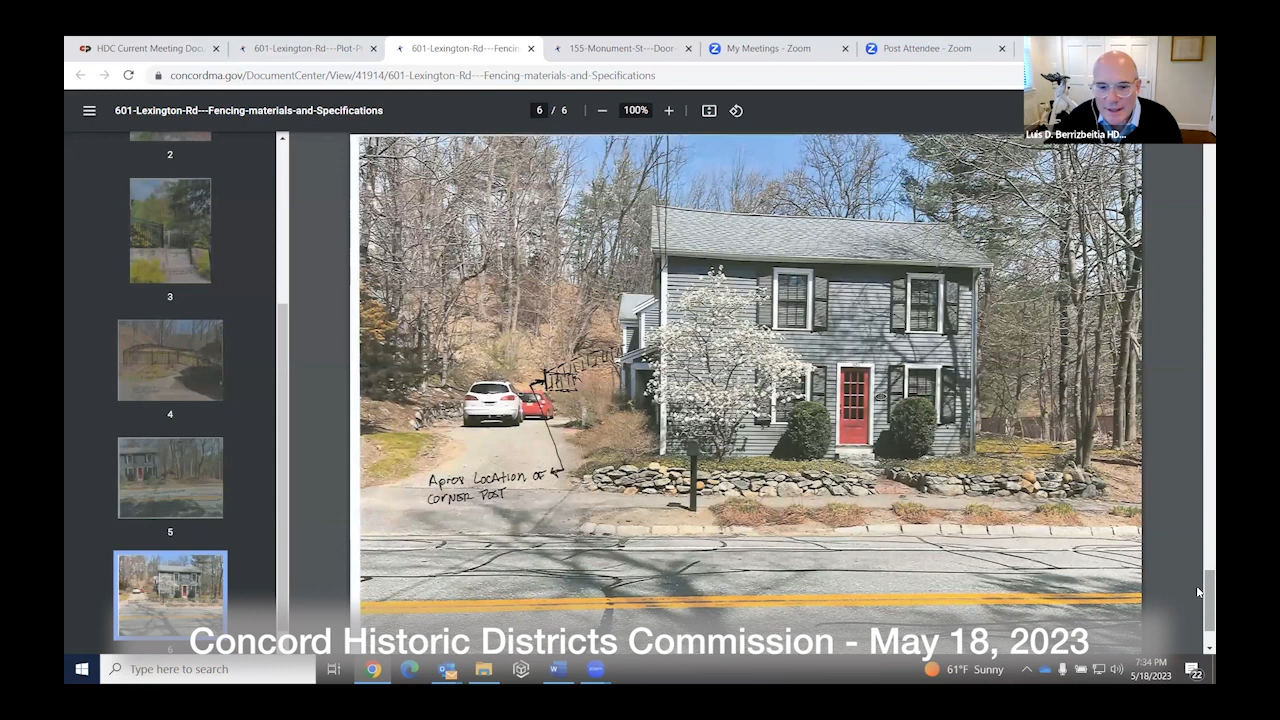 HDC Current Meeting Doc
601-Lexington-Rd---Plot-P
601-Lexington-Rd---Fencin
155-Monument-St---Door-
My Meetings - Zoom
Post Attendee - Zoom
concordma.gov/DocumentCenter/View/41914/601-Lexington-Rd---Fencing-materials-and-Specifications
601-Lexington-Rd---Fencing-materials-and-Specifications
6 / 6
100%
Luis D. Berrizbeitia HD...
2
3
4
5
6
LOCATION OF
CORNER POST
Concord Historic Districts Commission - May 18, 2023
Type here to search
61°F Sunny
7:34 PM
5/18/2023
22